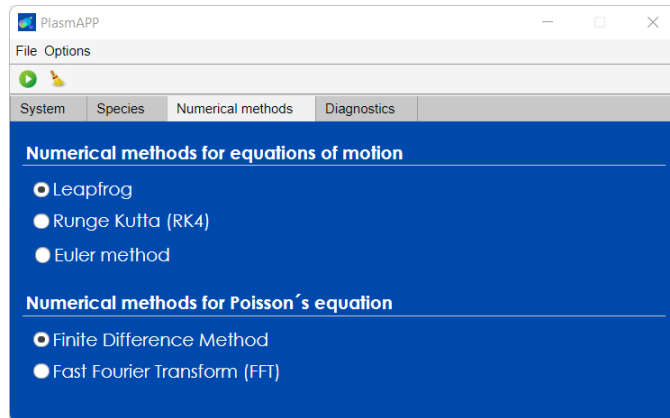 PlasmAPP
File Options
System Species Numerical methods Diagnostics
Numerical methods for equations of motion
Leapfrog
Runge Kutta (RK4)
Euler method
Numerical methods for Poisson´s equation
Finite Difference Method
Fast Fourier Transform (FFT)